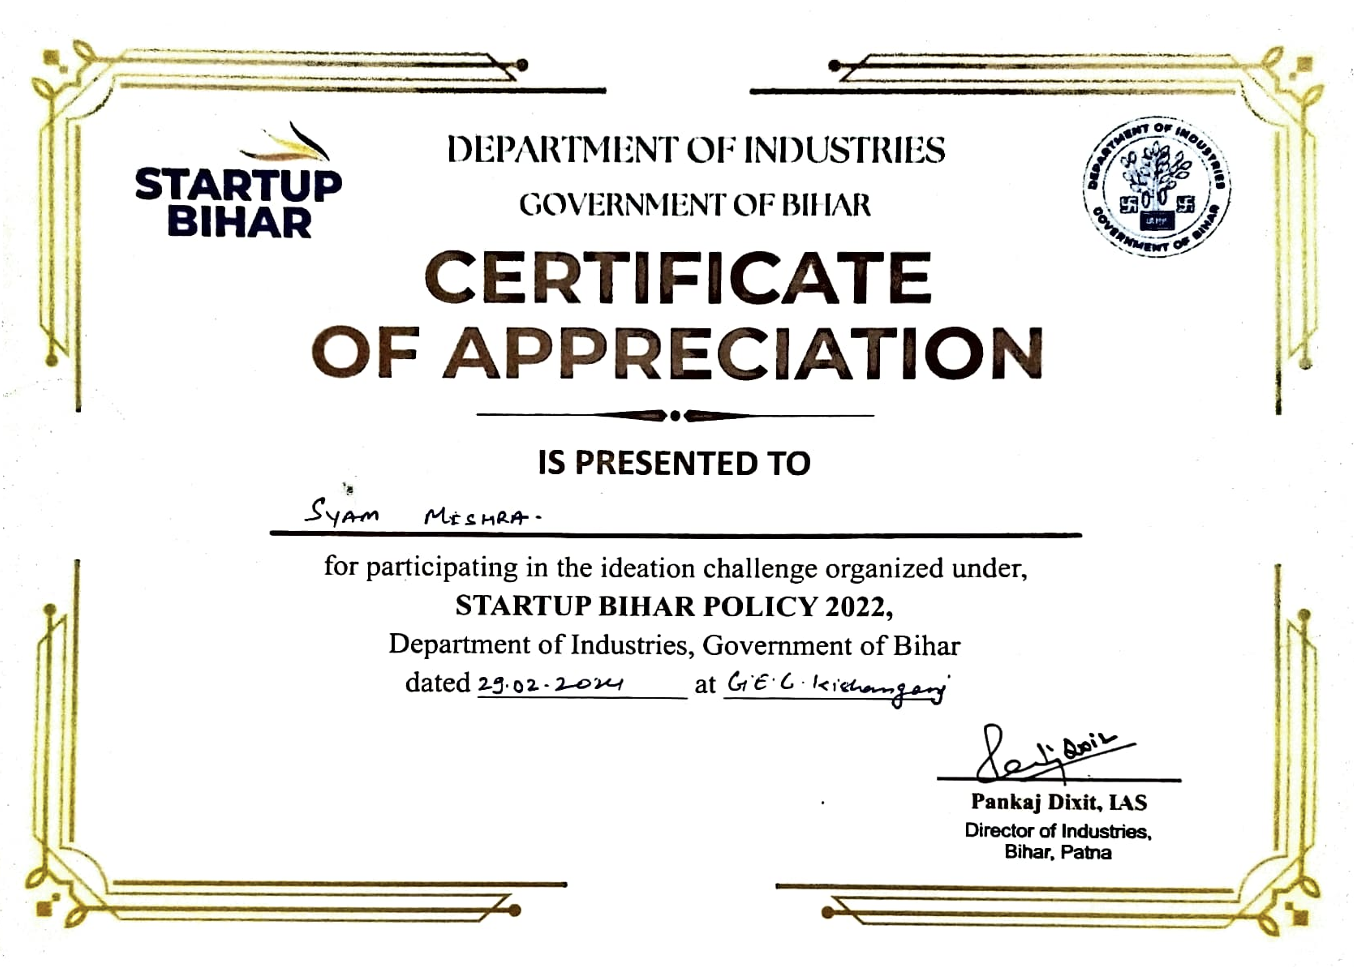 STARTUP
BIHAR
DEPARTMENT OF INDUSTRIES
GOVERNMENT OF BIHAR
DEPARTMENT OF INDUSTRIES
GOVERNMENT OF BIHAR
CERTIFICATE
OF APPRECIATION
IS PRESENTED TO
SYAM MISHRA.
for participating in the ideation challenge organized under,
STARTUP BIHAR POLICY 2022,
Department of Industries, Government of Bihar
dated 29.02.2024 at G.E.C. Kishanganj
Pankaj Dixit, IAS
Director of Industries,
Bihar, Patna